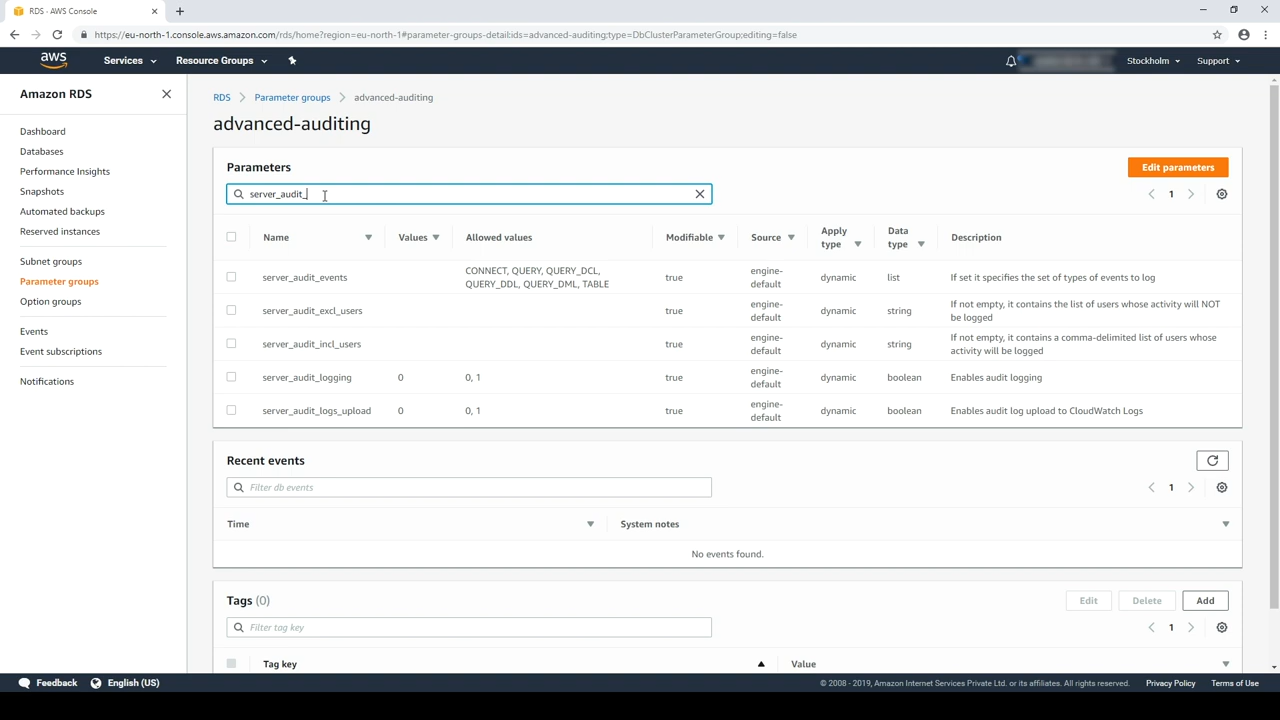 RDS - AWS Console
https://eu-north-1.console.aws.amazon.com/rds/home?region=eu-north-1#parameter-groups-detail:ids=advanced-auditing;type=DbClusterParameterGroup;editing=false
aws Services Resource Groups Stockholm Support
Amazon RDS
Dashboard
Databases
Performance Insights
Snapshots
Automated backups
Reserved instances
Subnet groups
Parameter groups
Option groups
Events
Event subscriptions
Notifications
RDS > Parameter groups > advanced-auditing
advanced-auditing
Parameters
Edit parameters
server_audit_
1
Name Values Allowed values Modifiable Source Apply type Data type Description
server_audit_events CONNECT, QUERY, QUERY_DCL, QUERY_DDL, QUERY_DML, TABLE true engine-default dynamic list If set it specifies the set of types of events to log
server_audit_excl_users true engine-default dynamic string If not empty, it contains the list of users whose activity will NOT be logged
server_audit_incl_users true engine-default dynamic string If not empty, it contains a comma-delimited list of users whose activity will be logged
server_audit_logging 0 0, 1 true engine-default dynamic boolean Enables audit logging
server_audit_logs_upload 0 0, 1 true engine-default dynamic boolean Enables audit log upload to CloudWatch Logs
Recent events
Filter db events
1
Time System notes
No events found.
Tags (0)
Edit Delete Add
Filter tag key
1
Tag key Value
Feedback English (US) © 2008 - 2019, Amazon Internet Services Private Ltd. or its affiliates. All rights reserved. Privacy Policy Terms of Use